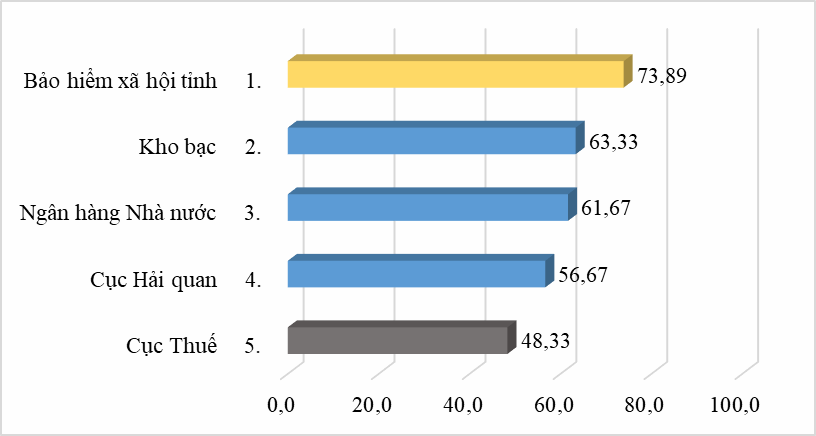 Bảo hiểm xã hội tỉnh 1. 73,89
Kho bạc 2. 63,33
Ngân hàng Nhà nước 3. 61,67
Cục Hải quan 4. 56,67
Cục Thuế 5. 48,33
0,0 20,0 40,0 60,0 80,0 100,0